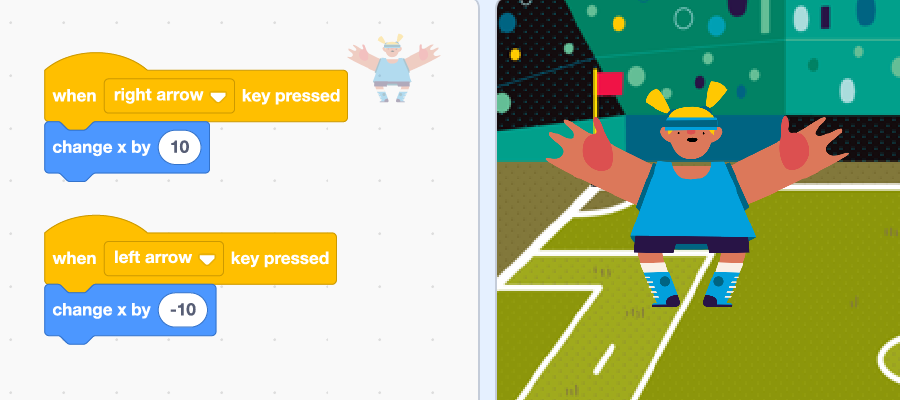 when right arrow key pressed
change x by 10
when left arrow key pressed
change x by -10